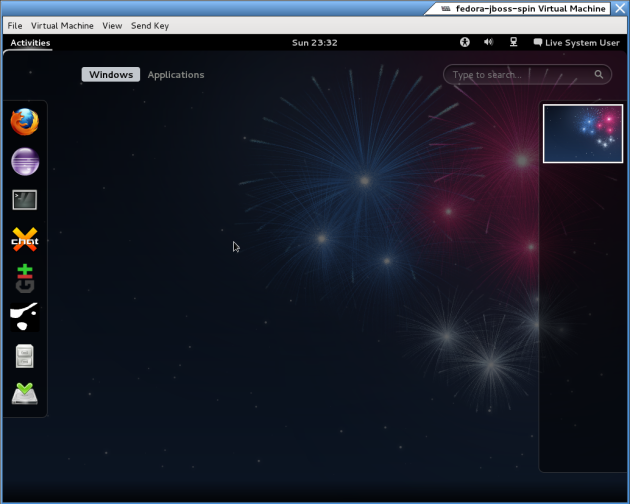 fedora-jboss-spin Virtual Machine
File Virtual Machine View Send Key
Activities Sun 23:32 Live System User
Windows Applications Type to search...
>_
chat